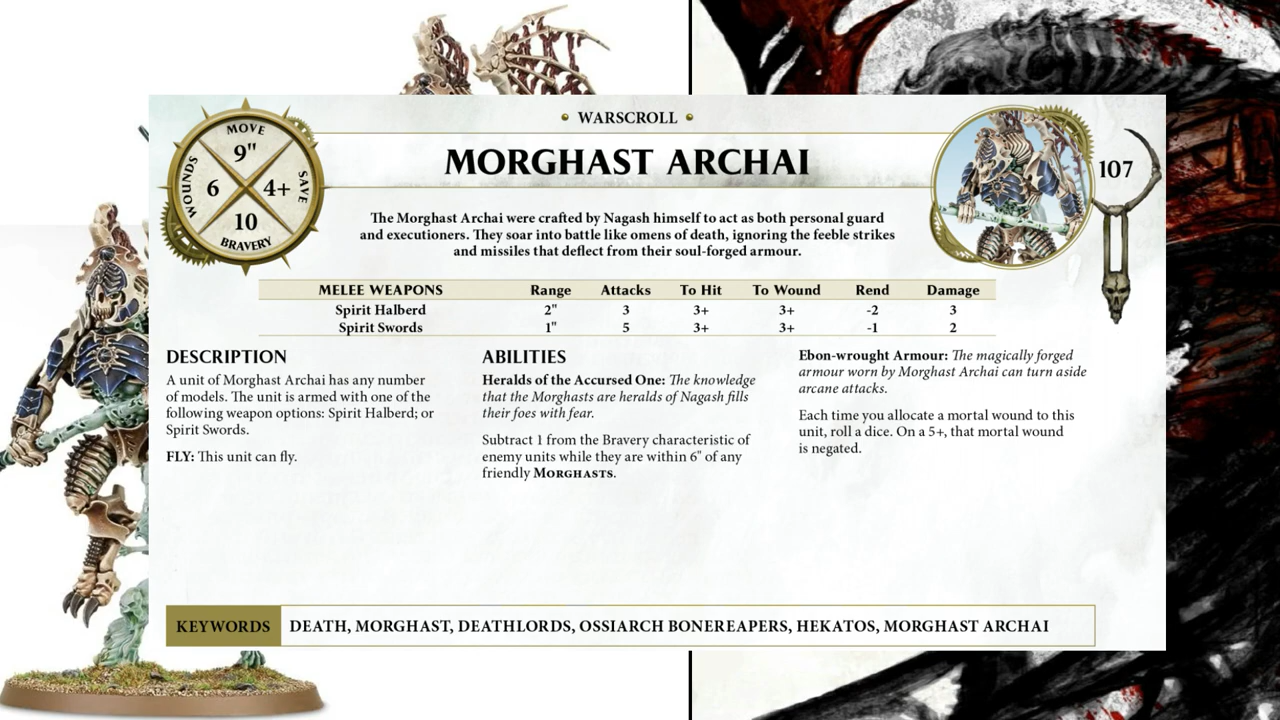 WARSCROLL
MORGHAST ARCHAI
107
MOVE
9"
WOUNDS
6
4+
SAVE
10
BRAVERY
The Morghast Archai were crafted by Nagash himself to act as both personal guard
and executioners. They soar into battle like omens of death, ignoring the feeble strikes
and missiles that deflect from their soul-forged armour.
MELEE WEAPONS Range Attacks To Hit To Wound Rend Damage
Spirit Halberd 2" 3 3+ 3+ -2 3
Spirit Swords 1" 5 3+ 3+ -1 2
DESCRIPTION
A unit of Morghast Archai has any number
of models. The unit is armed with one of the
following weapon options: Spirit Halberd; or
Spirit Swords.
FLY: This unit can fly.
ABILITIES
Heralds of the Accursed One: The knowledge
that the Morghasts are heralds of Nagash fills
their foes with fear.
Subtract 1 from the Bravery characteristic of
enemy units while they are within 6" of any
friendly MORGHASTS.
Ebon-wrought Armour: The magically forged
armour worn by Morghast Archai can turn aside
arcane attacks.
Each time you allocate a mortal wound to this
unit, roll a dice. On a 5+, that mortal wound
is negated.
KEYWORDS DEATH, MORGHAST, DEATHLORDS, OSSIARCH BONEREAPERS, HEKATOS, MORGHAST ARCHAI